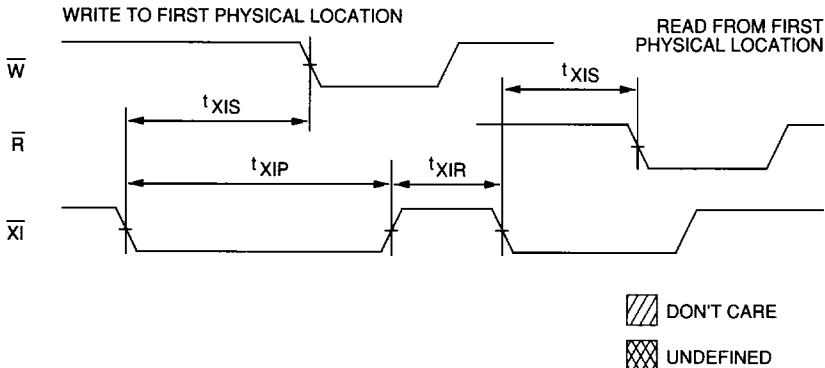 WRITE TO FIRST PHYSICAL LOCATION
READ FROM FIRST
PHYSICAL LOCATION
W
tXIS
tXIS
R
tXIP
tXIR
XI
DON'T CARE
UNDEFINED